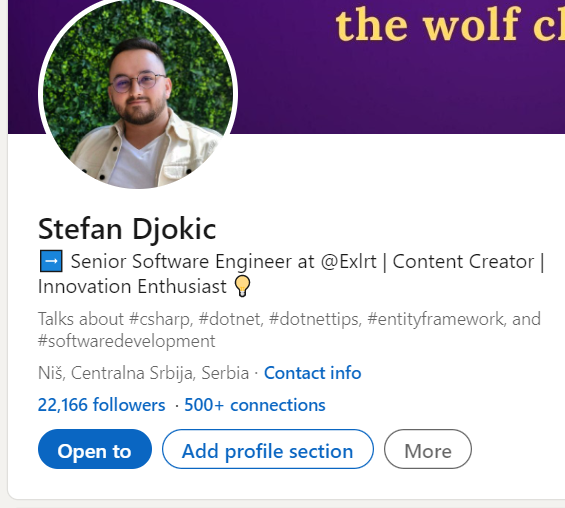 the wolf
Stefan Djokic
➡️ Senior Software Engineer at @Exlrt | Content Creator |
Innovation Enthusiast 💡
Talks about #csharp, #dotnet, #dotnettips, #entityframework, and
#softwaredevelopment
Niš, Centralna Srbija, Serbia · Contact info
22,166 followers · 500+ connections
Open to Add profile section More